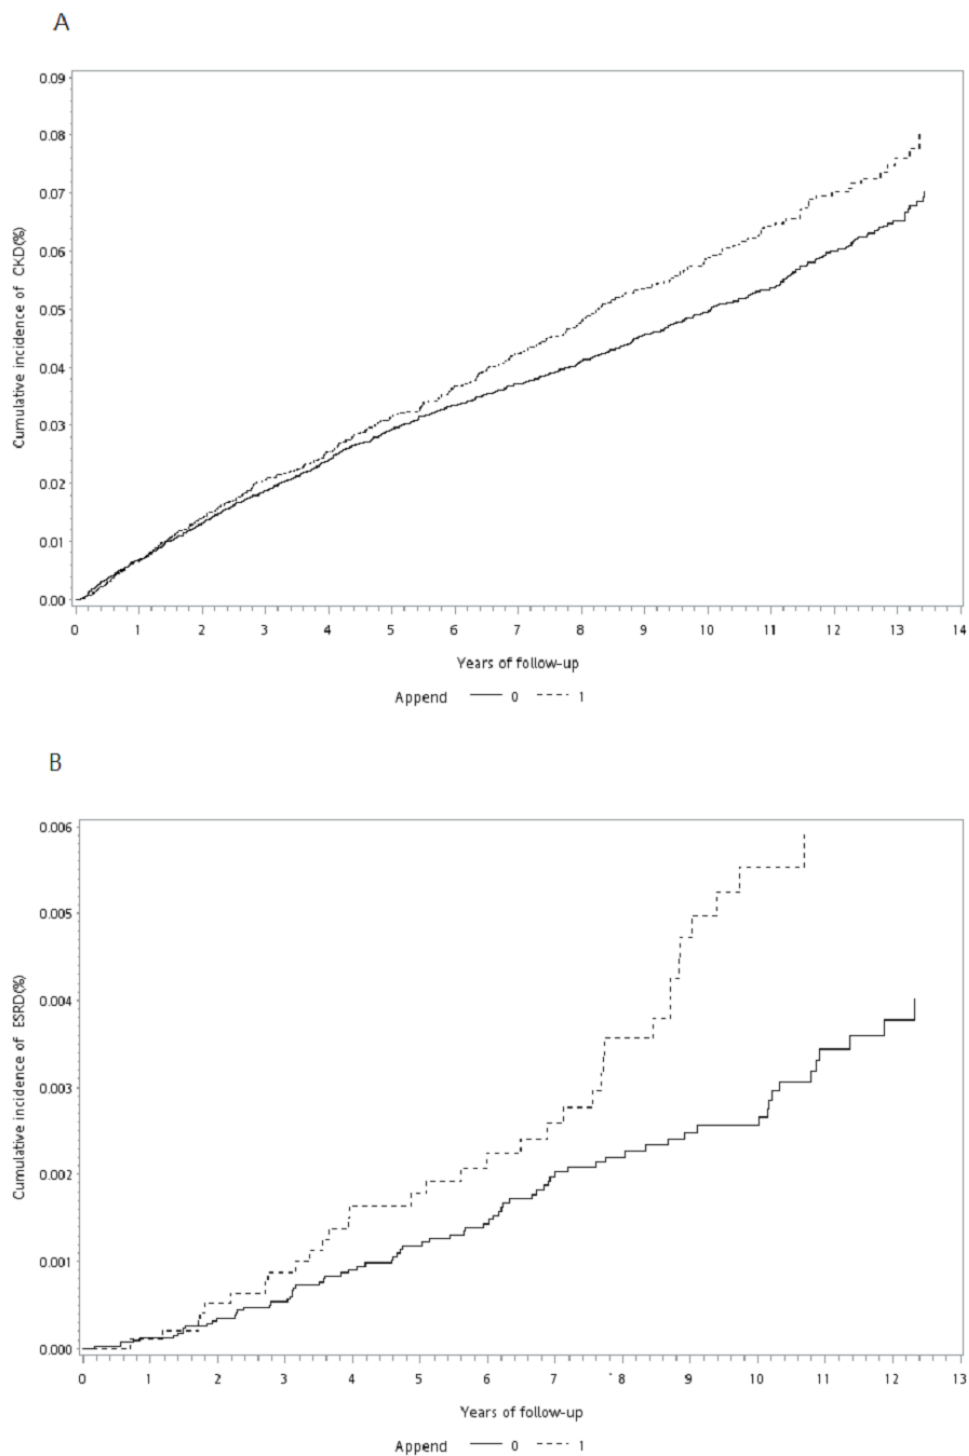 A
Cumulative incidence of CKD(%)
0.09
0.08
0.07
0.06
0.05
0.04
0.03
0.02
0.01
0.00
0 1 2 3 4 5 6 7 8 9 10 11 12 13 14
Years of follow-up
Append 0 1
B
Cumulative incidence of ESRD(%)
0.006
0.005
0.004
0.003
0.002
0.001
0.000
0 1 2 3 4 5 6 7 8 9 10 11 12 13
Years of follow-up
Append 0 1